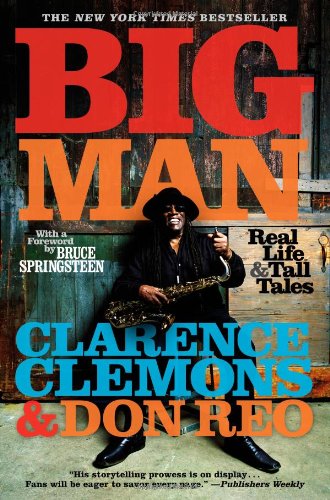 THE NEW YORK TIMES BESTSELLER
BIG
MAN
With a
Foreword
by BRUCE
SPRINGSTEEN
Real
Life
& Tall
Tales
CLARENCE
CLEMONS
& DON REO
"His storytelling prowess is on display . . .
Fans will be eager to savor every page." —Publishers Weekly